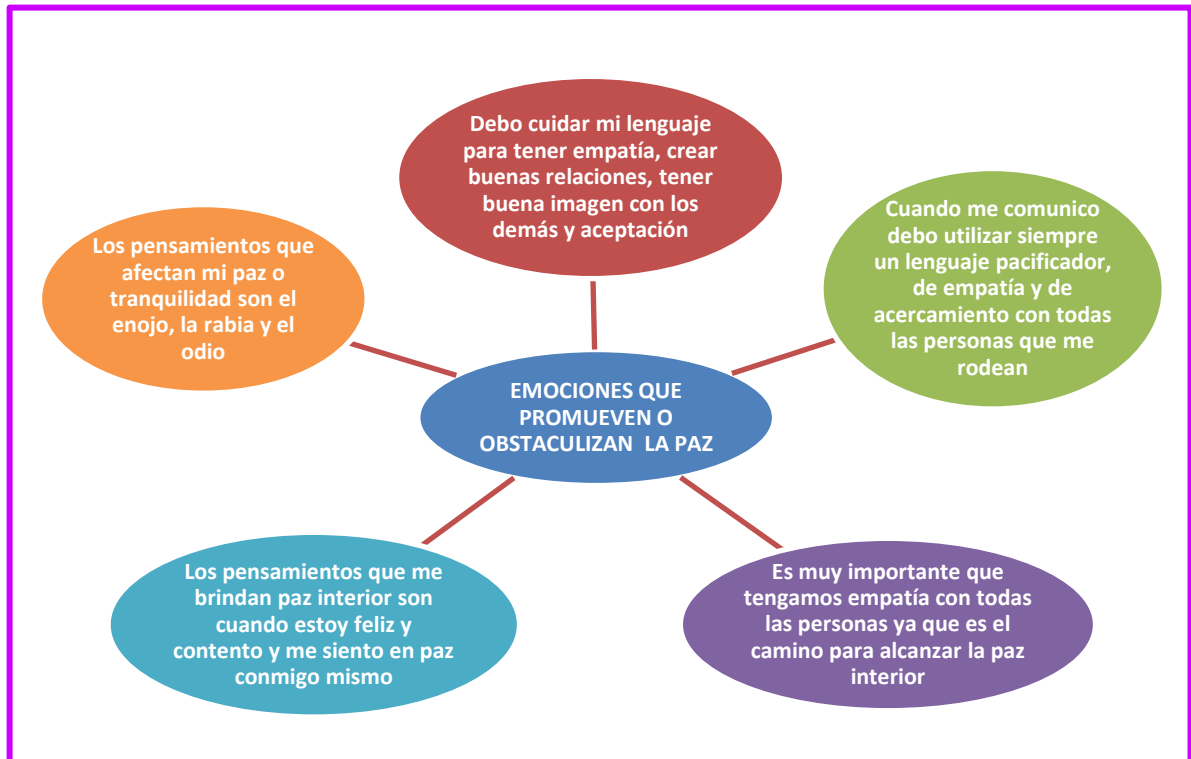 Debo cuidar mi lenguaje
para tener empatía, crear
buenas relaciones, tener
buena imagen con los
demás y aceptación
Cuando me comunico
debo utilizar siempre
un lenguaje pacificador,
de empatía y de
acercamiento con todas
las personas que me
rodean
Los pensamientos que
afectan mi paz o
tranquilidad son el
enojo, la rabia y el
odio
EMOCIONES QUE
PROMUEVEN O
OBSTACULIZAN  LA PAZ
Los pensamientos que me
brindan paz interior son
cuando estoy feliz y
contento y me siento en paz
conmigo mismo
Es muy importante que
tengamos empatía con todas
las personas ya que es el
camino para alcanzar la paz
interior